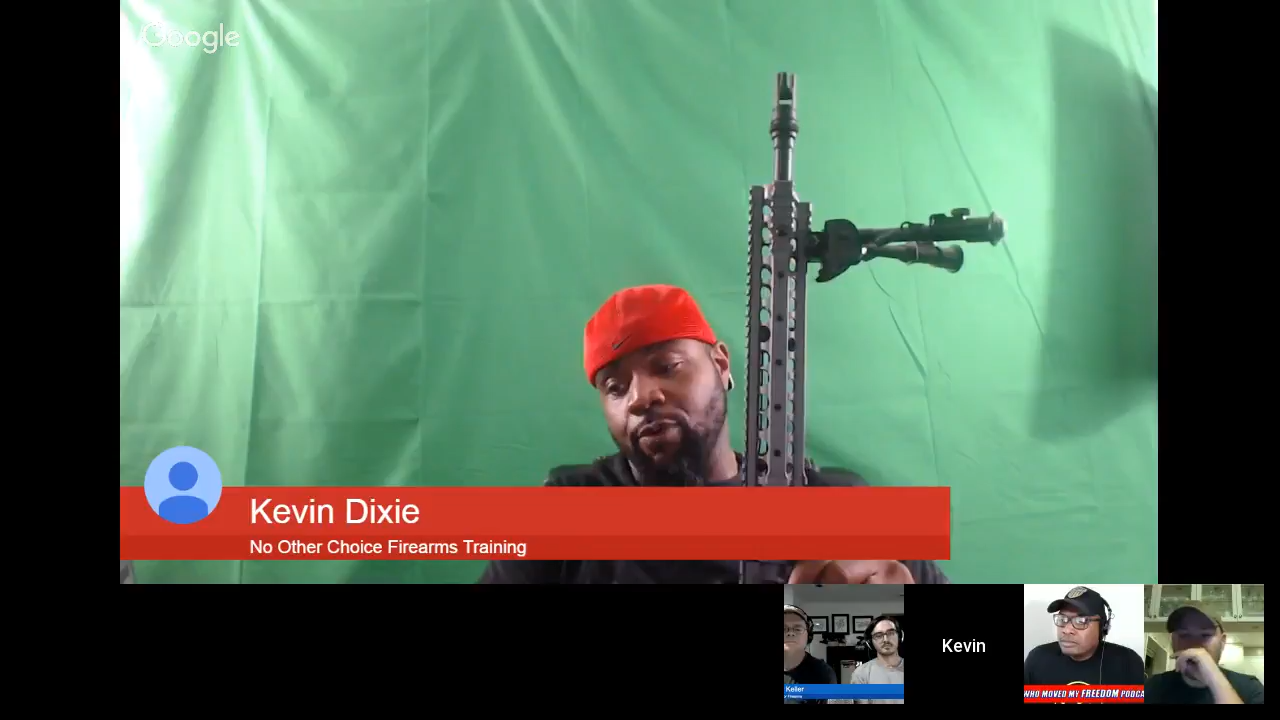 Google
Kevin Dixie
No Other Choice Firearms Training
Keller
Kevin
WHO MOVED MY FREEDOM PODCA